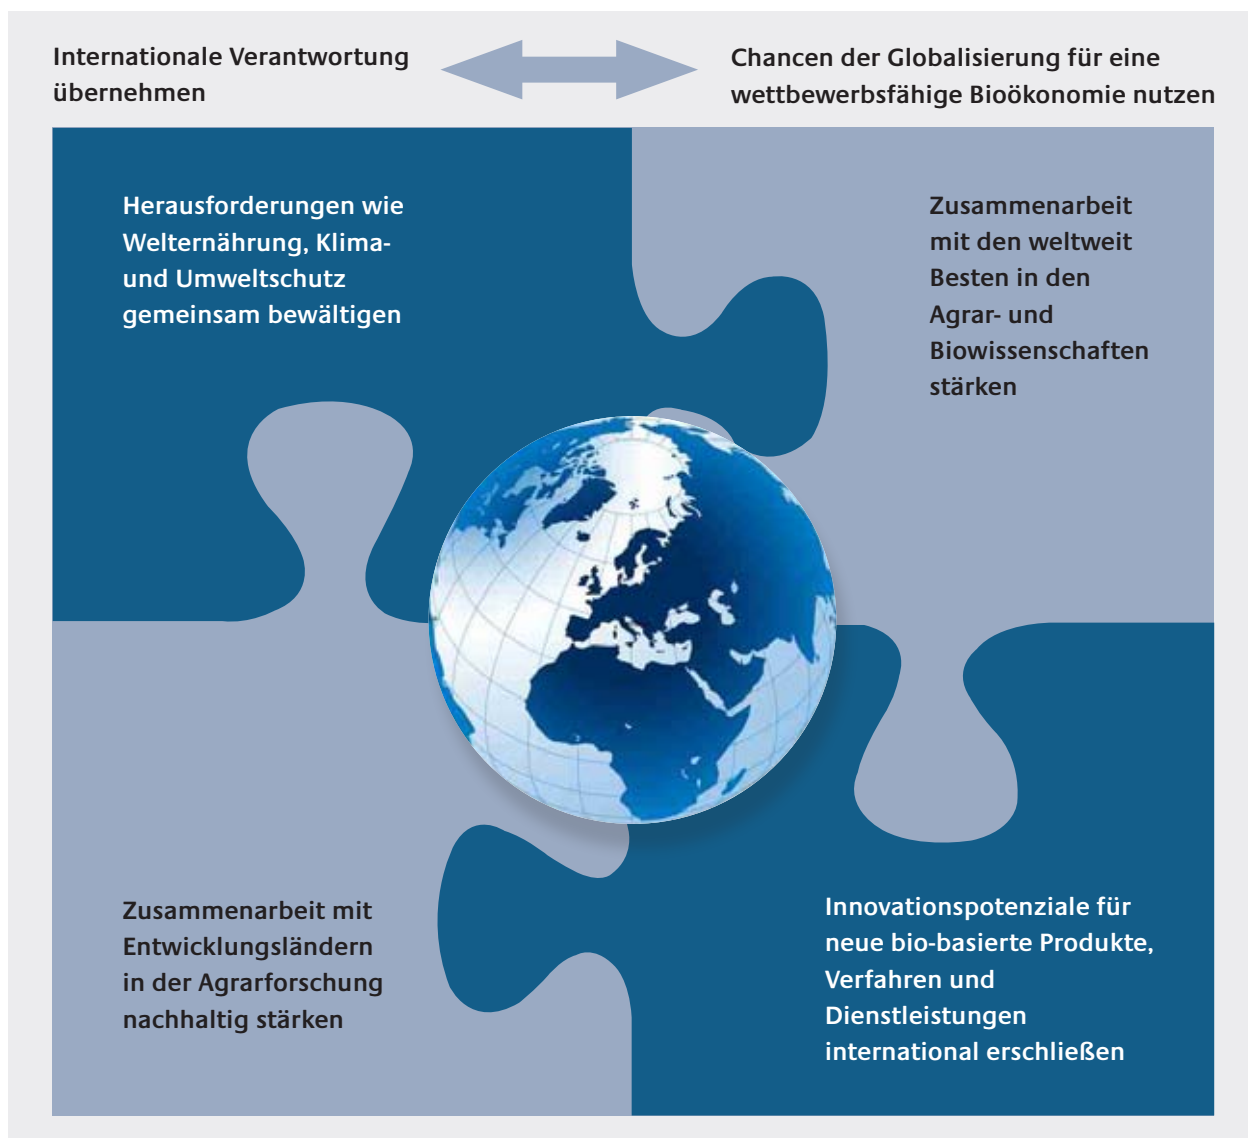 Internationale Verantwortung
übernehmen
Chancen der Globalisierung für eine
wettbewerbsfähige Bioökonomie nutzen
Herausforderungen wie
Welternährung, Klima-
und Umweltschutz
gemeinsam bewältigen
Zusammenarbeit
mit den weltweit
Besten in den
Agrar- und
Biowissenschaften
stärken
Zusammenarbeit mit
Entwicklungsländern
in der Agrarforschung
nachhaltig stärken
Innovationspotenziale für
neue bio-basierte Produkte,
Verfahren und
Dienstleistungen
international erschließen